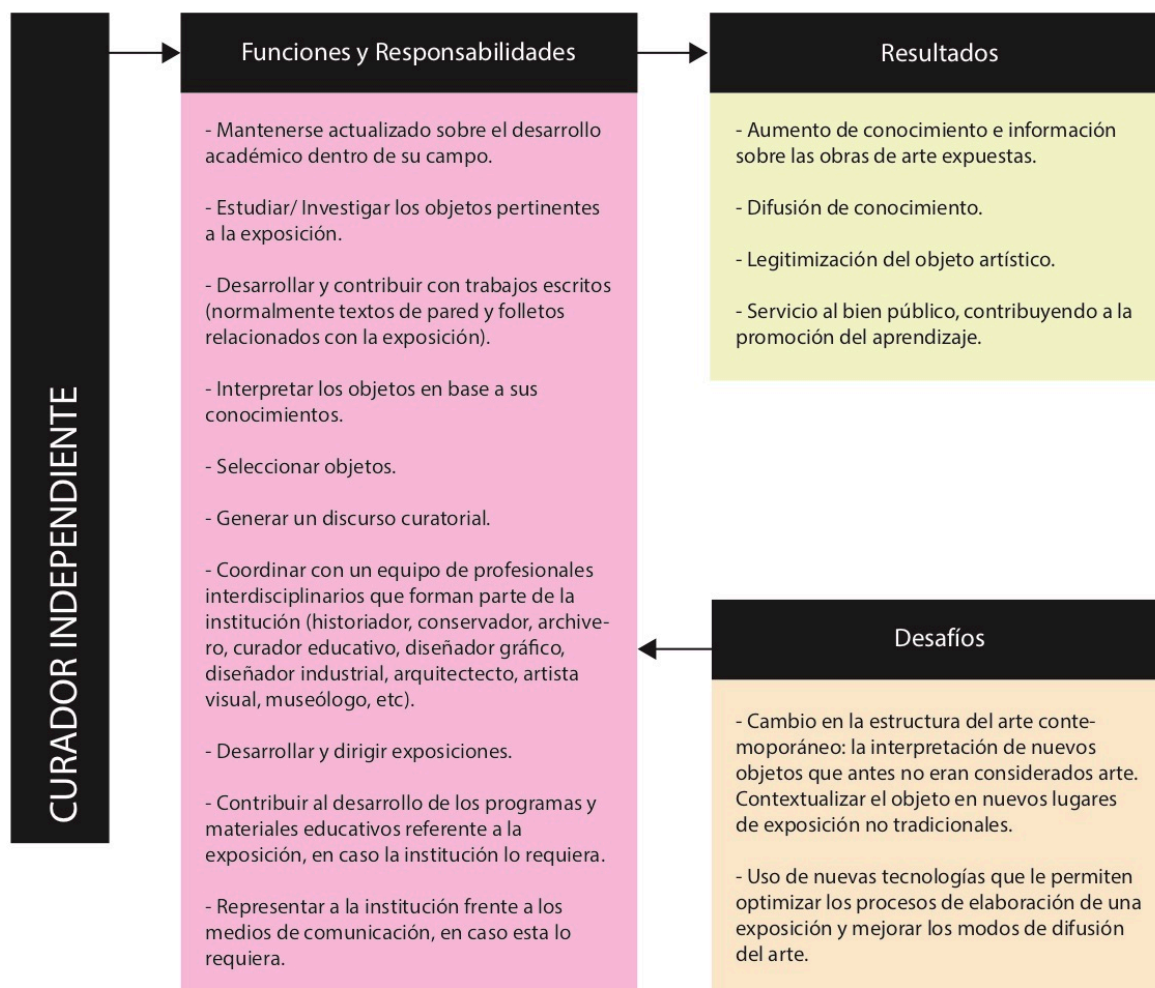 CURADOR INDEPENDIENTE
Funciones y Responsabilidades
- Mantenerse actualizado sobre el desarrollo
académico dentro de su campo.
- Estudiar/ Investigar los objetos pertinentes
a la exposición.
- Desarrollar y contribuir con trabajos escritos
(normalmente textos de pared y folletos
relacionados con la exposición).
- Interpretar los objetos en base a sus
conocimientos.
- Seleccionar objetos.
- Generar un discurso curatorial.
- Coordinar con un equipo de profesionales
interdisciplinarios que forman parte de la
institución (historiador, conservador, archive-
ro, curador educativo, diseñador gráfico,
diseñador industrial, arquitectecto, artista
visual, museólogo, etc).
- Desarrollar y dirigir exposiciones.
- Contribuir al desarrollo de los programas y
materiales educativos referente a la
exposición, en caso la institución lo requiera.
- Representar a la institución frente a los
medios de comunicación, en caso esta lo
requiera.
Resultados
- Aumento de conocimiento e información
sobre las obras de arte expuestas.
- Difusión de conocimiento.
- Legitimización del objeto artístico.
- Servicio al bien público, contribuyendo a la
promoción del aprendizaje.
Desafíos
- Cambio en la estructura del arte conte-
moporáneo: la interpretación de nuevos
objetos que antes no eran considerados arte.
Contextualizar el objeto en nuevos lugares
de exposición no tradicionales.
- Uso de nuevas tecnologías que le permiten
optimizar los procesos de elaboración de una
exposición y mejorar los modos de difusión
del arte.